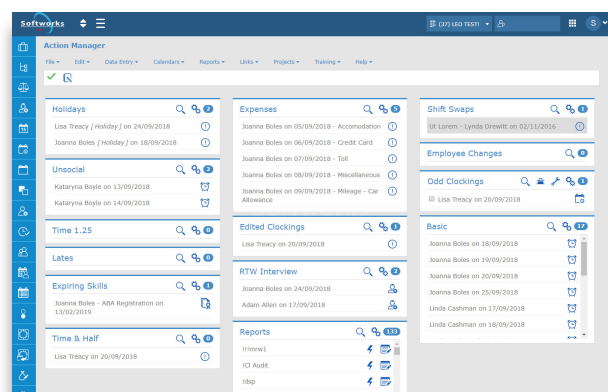 Softworks
(37) LEO TEST!
S
Action Manager
File Edit Data Entry Calendars Reports Links Projects Training Help
Holidays 2
Lisa Treacy [Holiday] on 24/09/2018
Joanna Boles [Holiday] on 18/09/2018
Unsocial 2
Kataryna Boyle on 13/09/2018
Kataryna Boyle on 14/09/2018
Time 1.25 0
Lates 0
Expiring Skills 1
Joanna Boles - ABA Registration on
13/02/2019
Time & Half 0
Lisa Treacy on 20/09/2018
Expenses 5
Joanna Boles on 05/09/2018 - Accomodation
Joanna Boles on 06/09/2018 - Credit Card
Joanna Boles on 07/09/2018 - Toll
Joanna Boles on 08/09/2018 - Miscellaneous
Joanna Boles on 09/09/2018 - Mileage - Car
Allowance
Edited Clockings 1
Lisa Treacy on 20/09/2018
RTW Interview 2
Joanna Boles on 24/09/2018
Adam Allen on 17/09/2018
Reports 133
!!imrw1
!CI Audit
!dsp
Shift Swaps 1
Ut Lorem - Lynda Drewitt on 02/11/2016
Employee Changes 0
Odd Clockings 1
Lisa Treacy on 20/09/2018
Basic 17
Joanna Boles on 18/09/2018
Joanna Boles on 19/09/2018
Joanna Boles on 20/09/2018
Joanna Boles on 25/09/2018
Linda Cashman on 17/09/2018
Linda Cashman on 18/09/2018